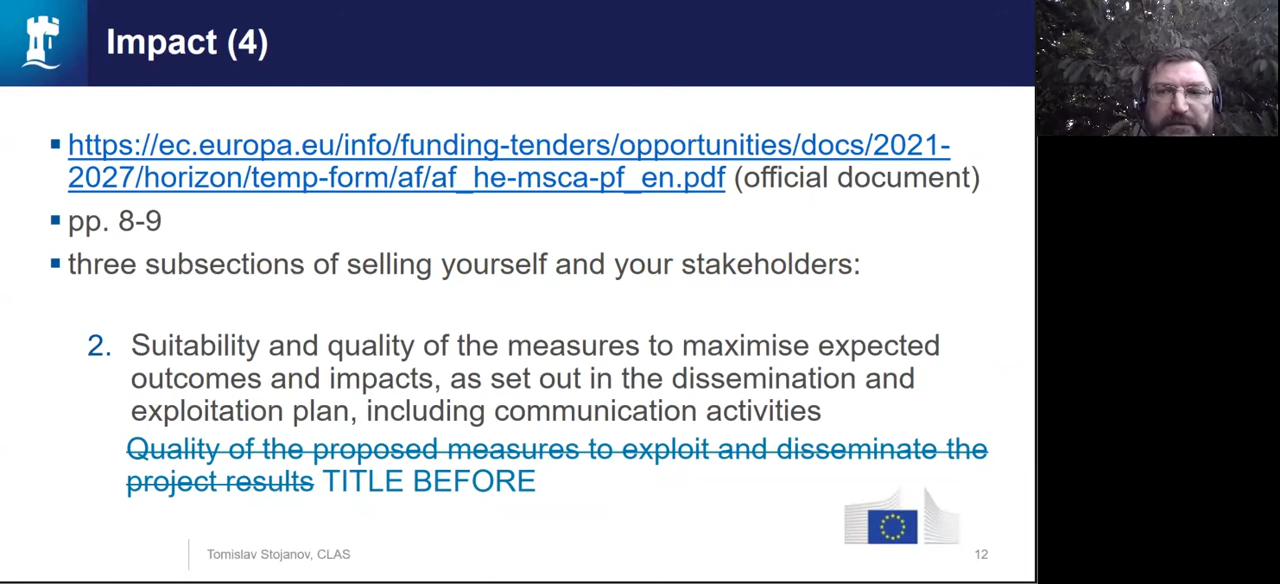 Impact (4)
https://ec.europa.eu/info/funding-tenders/opportunities/docs/2021-
2027/horizon/temp-form/af/af_he-msca-pf_en.pdf (official document)
pp. 8-9
three subsections of selling yourself and your stakeholders:
2. Suitability and quality of the measures to maximise expected
outcomes and impacts, as set out in the dissemination and
exploitation plan, including communication activities
Quality of the proposed measures to exploit and disseminate the
project results TITLE BEFORE
Tomislav Stojanov, CLAS
12